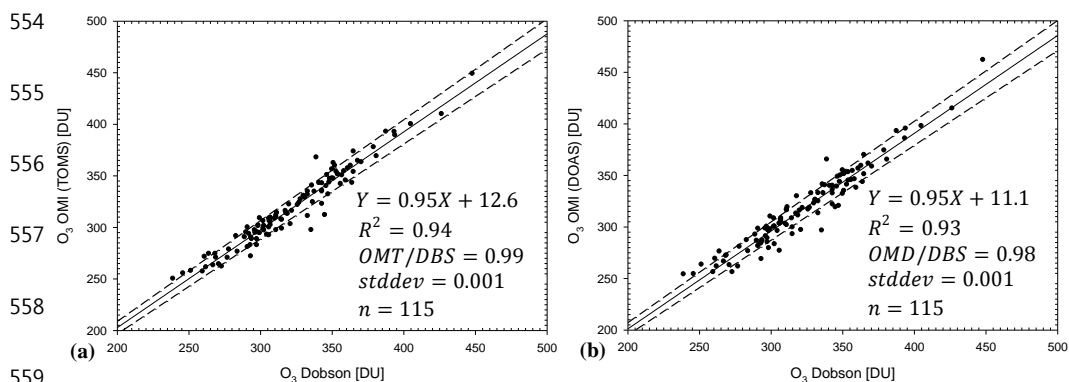 554
555
556
557
558
559
500
450
400
350
300
250
200
O3 OMI (TOMS) [DU]
Y = 0.95X + 12.6
R² = 0.94
OMT/DBS = 0.99
stddev = 0.001
n = 115
(a)
200 250 300 350 400 450 500
O3 Dobson [DU]
500
450
400
350
300
250
200
O3 OMI (DOAS) [DU]
Y = 0.95X + 11.1
R² = 0.93
OMD/DBS = 0.98
stddev = 0.001
n = 115
(b)
200 250 300 350 400 450 500
O3 Dobson [DU]